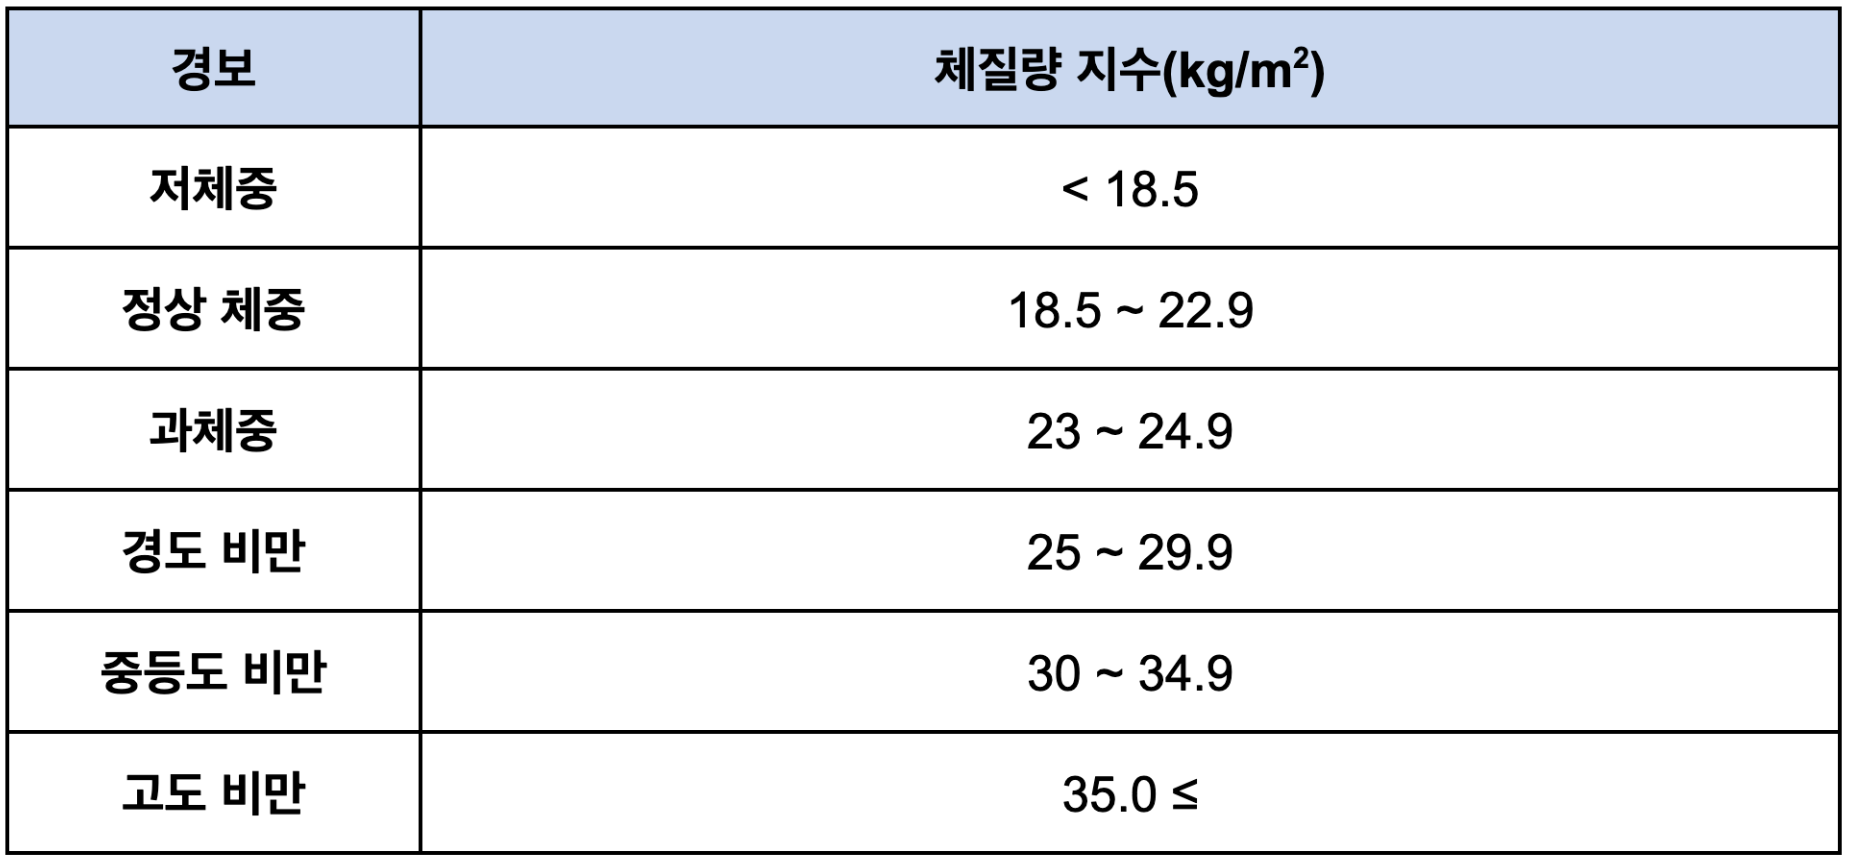 경보 체질량 지수(kg/m²)
저체중 < 18.5
정상 체중 18.5 ~ 22.9
과체중 23 ~ 24.9
경도 비만 25 ~ 29.9
중등도 비만 30 ~ 34.9
고도 비만 35.0 ≤